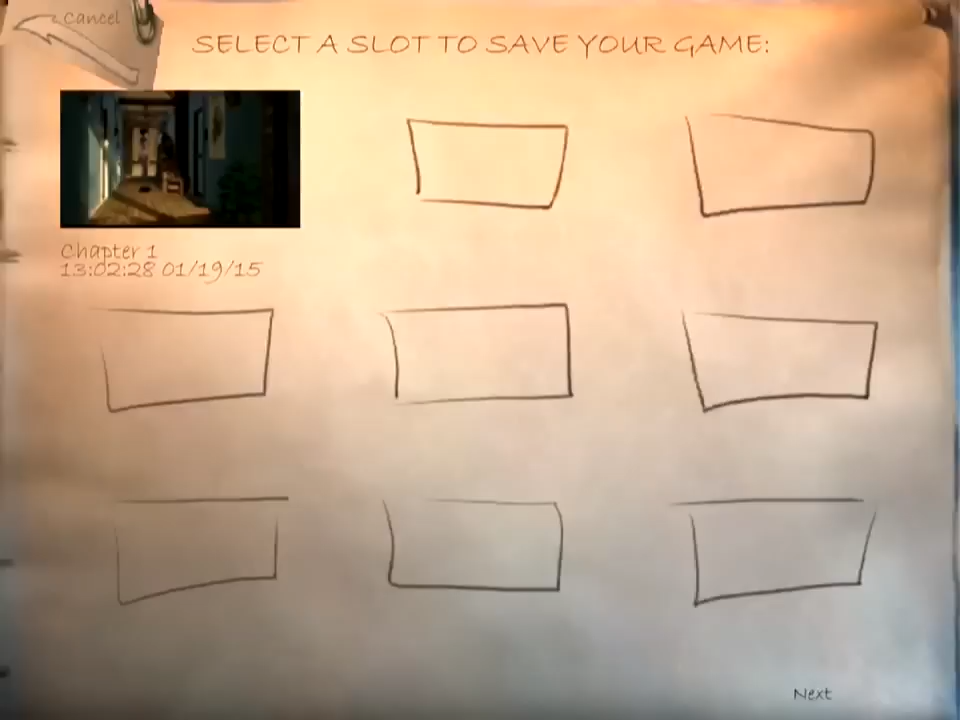 Cancel
SELECT A SLOT TO SAVE YOUR GAME:
Chapter 1
13:02:28 01/19/15
Next